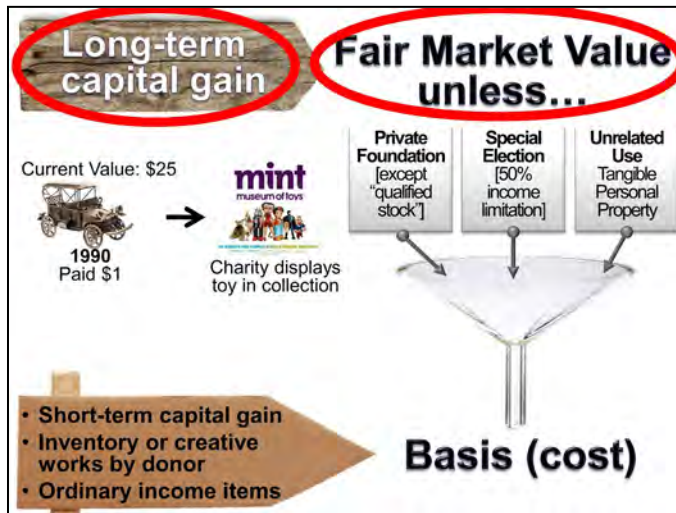 Long-term
capital gain
Fair Market Value
unless...
Private
Foundation
[except
“qualified
stock”]
Special
Election
[50%
income
limitation]
Unrelated
Use
Tangible
Personal
Property
Current Value: $25
1990
Paid $1
mint
museum of toys
Charity displays
toy in collection
• Short-term capital gain
• Inventory or creative
works by donor
• Ordinary income items
Basis (cost)